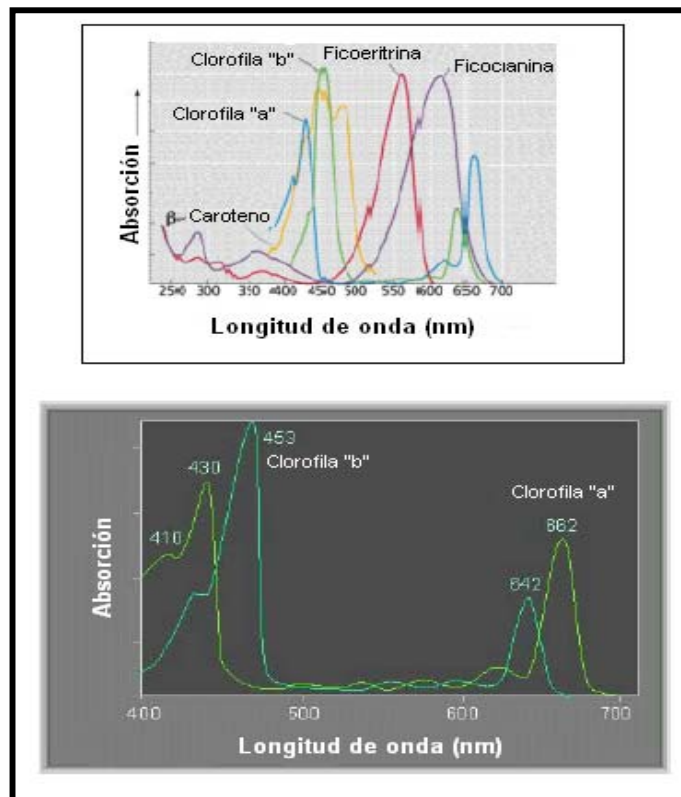 Clorofila "b"
Ficoeritrina
Ficocianina
Clorofila "a"
β- Caroteno
Absorción
250 300 350 400 450 500 550 600 650 700
Longitud de onda (nm)
453
Clorofila "b"
430
410
Clorofila "a"
662
642
Absorción
400 500 600 700
Longitud de onda (nm)